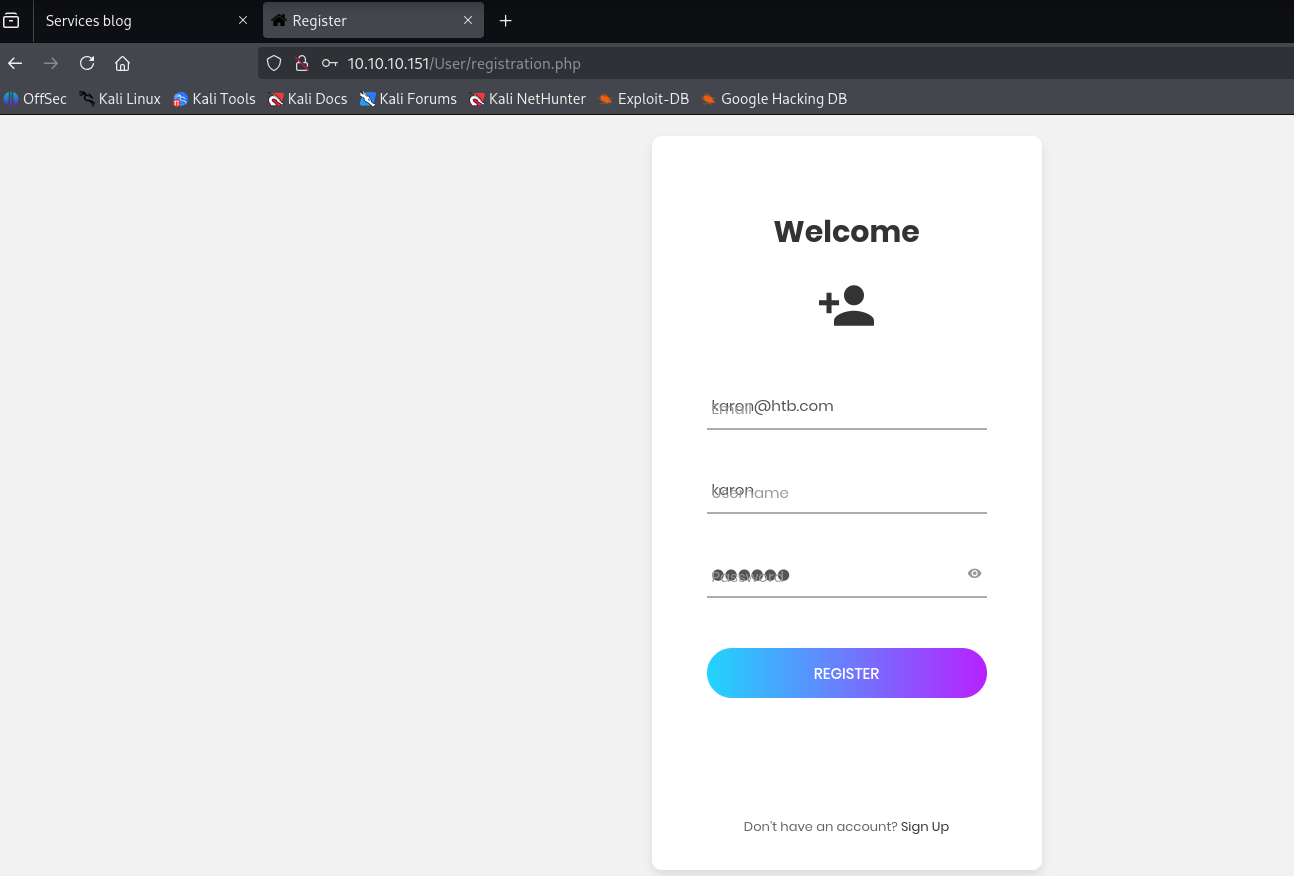 Services blog
Register
10.10.10.151/User/registration.php
OffSec Kali Linux Kali Tools Kali Docs Kali Forums Kali NetHunter Exploit-DB Google Hacking DB
Welcome
karon@htb.com
Email
karon
Username
Password
REGISTER
Don't have an account? Sign Up